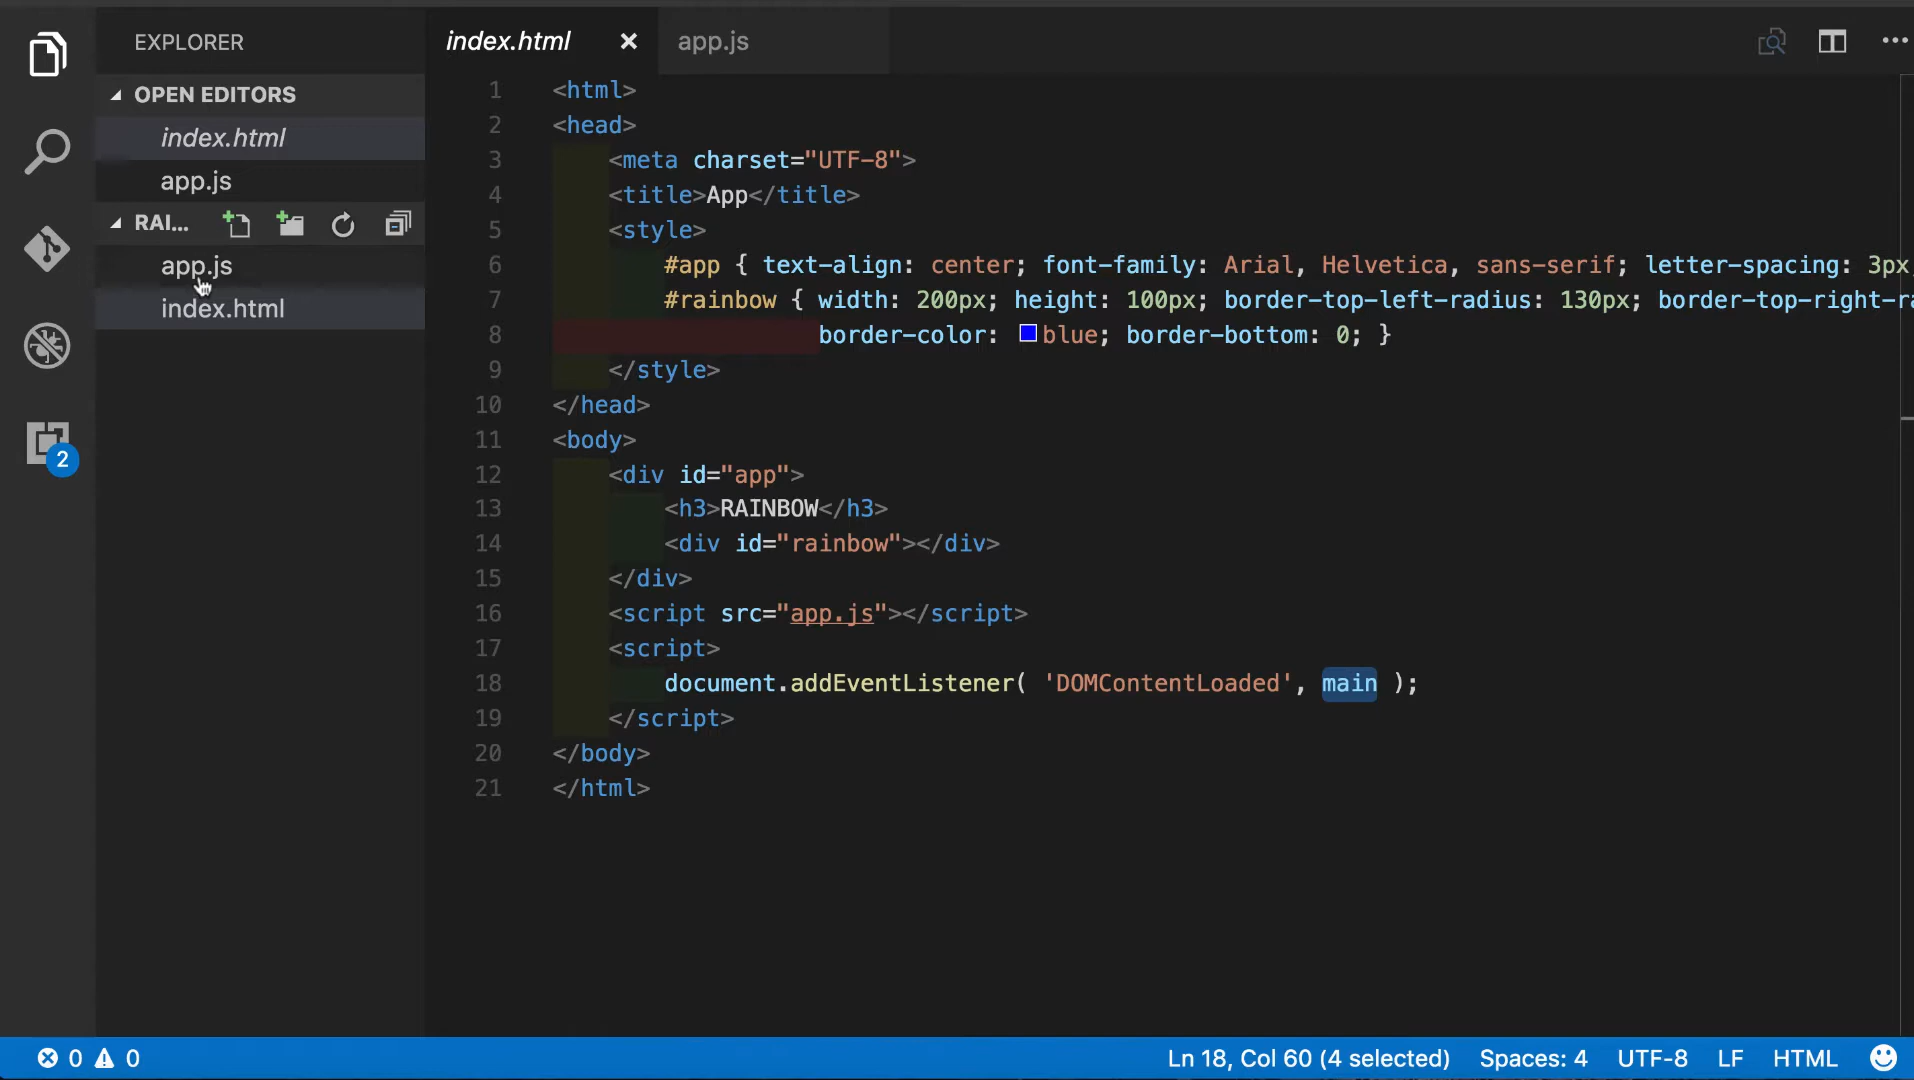 EXPLORER
OPEN EDITORS
index.html
app.js
RAI...
app.js
index.html
index.html
app.js
1 <html>
2 <head>
3 <meta charset="UTF-8">
4 <title>App</title>
5 <style>
6 #app { text-align: center; font-family: Arial, Helvetica, sans-serif; letter-spacing: 3px;
7 #rainbow { width: 200px; height: 100px; border-top-left-radius: 130px; border-top-right-ra
8 border-color: blue; border-bottom: 0; }
9 </style>
10 </head>
11 <body>
12 <div id="app">
13 <h3>RAINBOW</h3>
14 <div id="rainbow"></div>
15 </div>
16 <script src="app.js"></script>
17 <script>
18 document.addEventListener( 'DOMContentLoaded', main );
19 </script>
20 </body>
21 </html>
2
0 0
Ln 18, Col 60 (4 selected) Spaces: 4 UTF-8 LF HTML